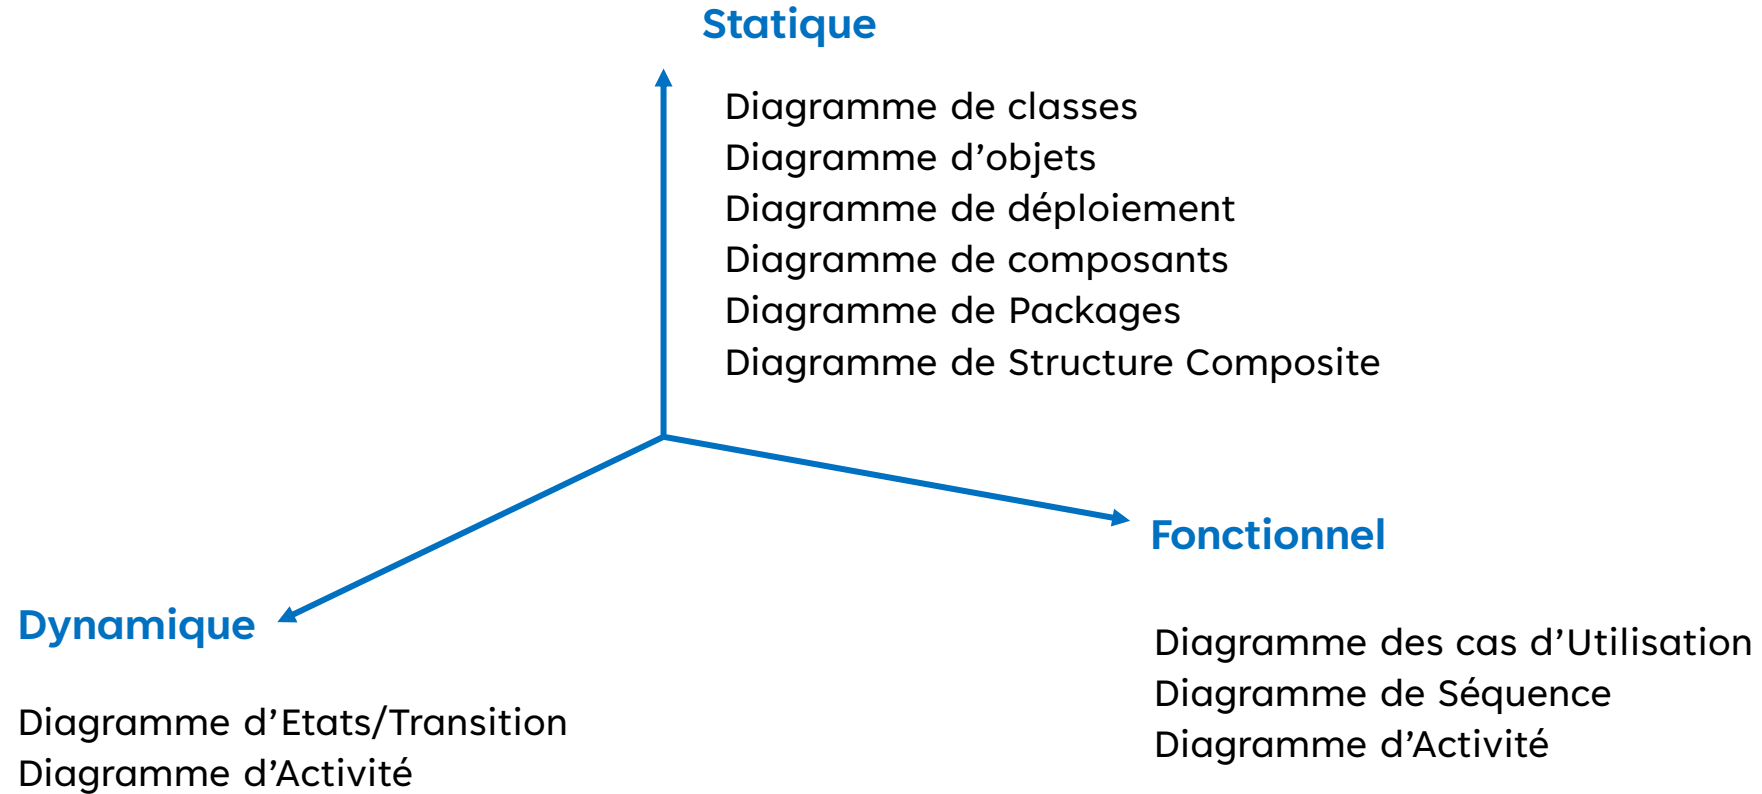 Statique
Diagramme de classes
Diagramme d’objets
Diagramme de déploiement
Diagramme de composants
Diagramme de Packages
Diagramme de Structure Composite
Fonctionnel
Diagramme des cas d’Utilisation
Diagramme de Séquence
Diagramme d’Activité
Dynamique
Diagramme d’Etats/Transition
Diagramme d’Activité